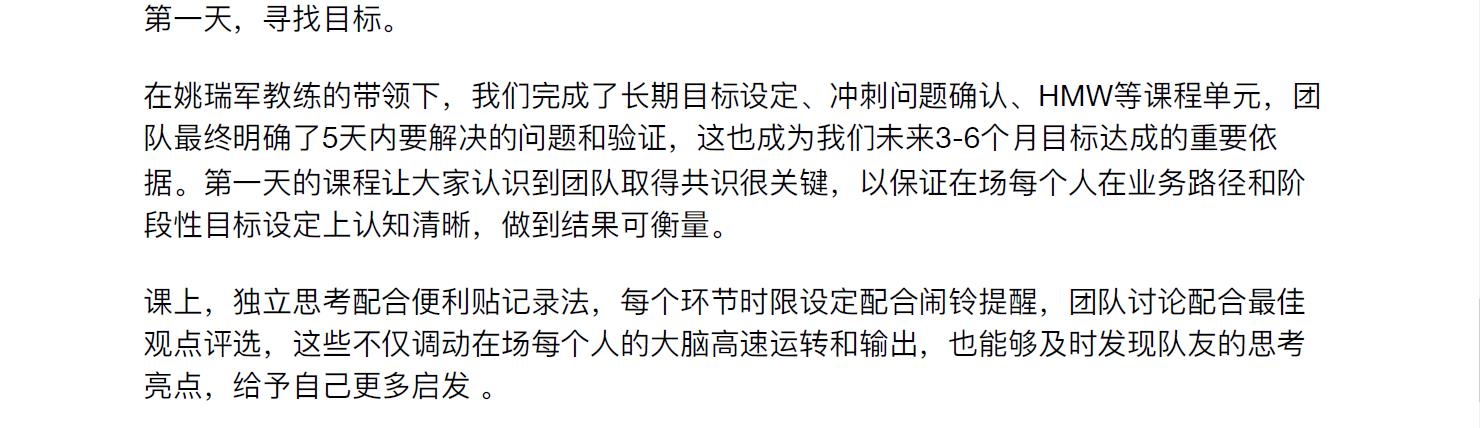 第一天，寻找目标。
在姚瑞军教练的带领下，我们完成了长期目标设定、冲刺问题确认、HMW等课程单元，团
队最终明确了5天内要解决的问题和验证，这也成为我们未来3-6个月目标达成的重要依
据。第一天的课程让大家认识到团队取得共识很关键，以保证在场每个人在业务路径和阶
段性目标设定上认知清晰，做到结果可衡量。
课上，独立思考配合便利贴记录法，每个环节时限设定配合闹铃提醒，团队讨论配合最佳
观点评选，这些不仅调动在场每个人的大脑高速运转和输出，也能够及时发现队友的思考
亮点，给予自己更多启发 。